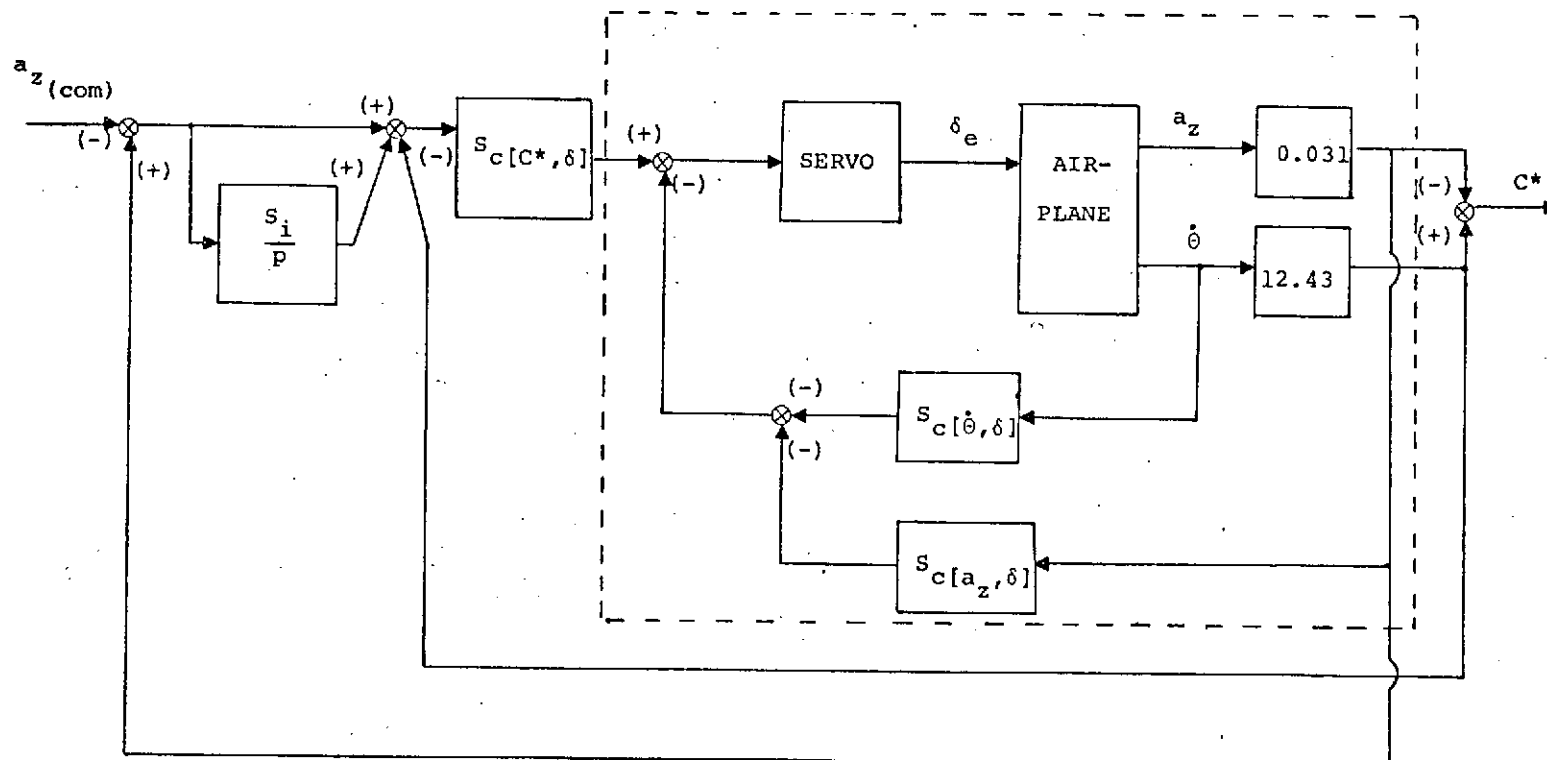 a_z(com)
(-)
(+)
(+)
(+)
(-)
S_i
p
S_c[C*,δ]
(+)
(-)
SERVO
δ_e
AIR-
PLANE
a_z
θ̇
0.031
12.43
(-)
(+)
C*
(-)
(-)
S_c[θ̇,δ]
S_c[a_z,δ]